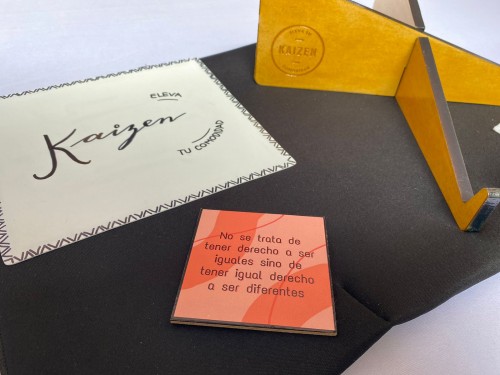 KAIZEN
ELEVA
Kaizen
TU COMODIDAD
No se trata de
tener derecho a ser
iguales sino de
tener igual derecho
a ser diferentes